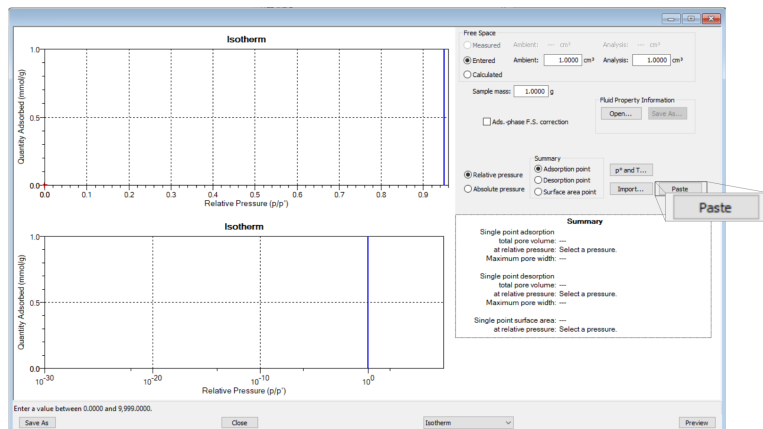 Isotherm
1.0
0.5
0.0
Quantity Adsorbed (mmol/g)
0.0 0.1 0.2 0.3 0.4 0.5 0.6 0.7 0.8 0.9
Relative Pressure (p/p°)
Isotherm
1.0
0.5
0.0
Quantity Adsorbed (mmol/g)
10-30 10-20 10-10 100
Relative Pressure (p/p°)
Free Space
Measured Ambient: --- cm³ Analysis: --- cm³
Entered Ambient: 1.0000 cm³ Analysis: 1.0000 cm³
Calculated
Sample mass: 1.0000 g
Fluid Property Information
Open... Save As...
Ads.-phase F.S. correction
Relative pressure
Absolute pressure
Summary
Adsorption point
Desorption point
Surface area point
p° and T...
Import... Paste
Paste
Summary
Single point adsorption
total pore volume: ---
at relative pressure: Select a pressure.
Maximum pore width: ---
Single point desorption
total pore volume: ---
at relative pressure: Select a pressure.
Maximum pore width: ---
Single point surface area: ---
at relative pressure: Select a pressure.
Enter a value between 0.0000 and 9,999.0000.
Save As Close Isotherm Preview